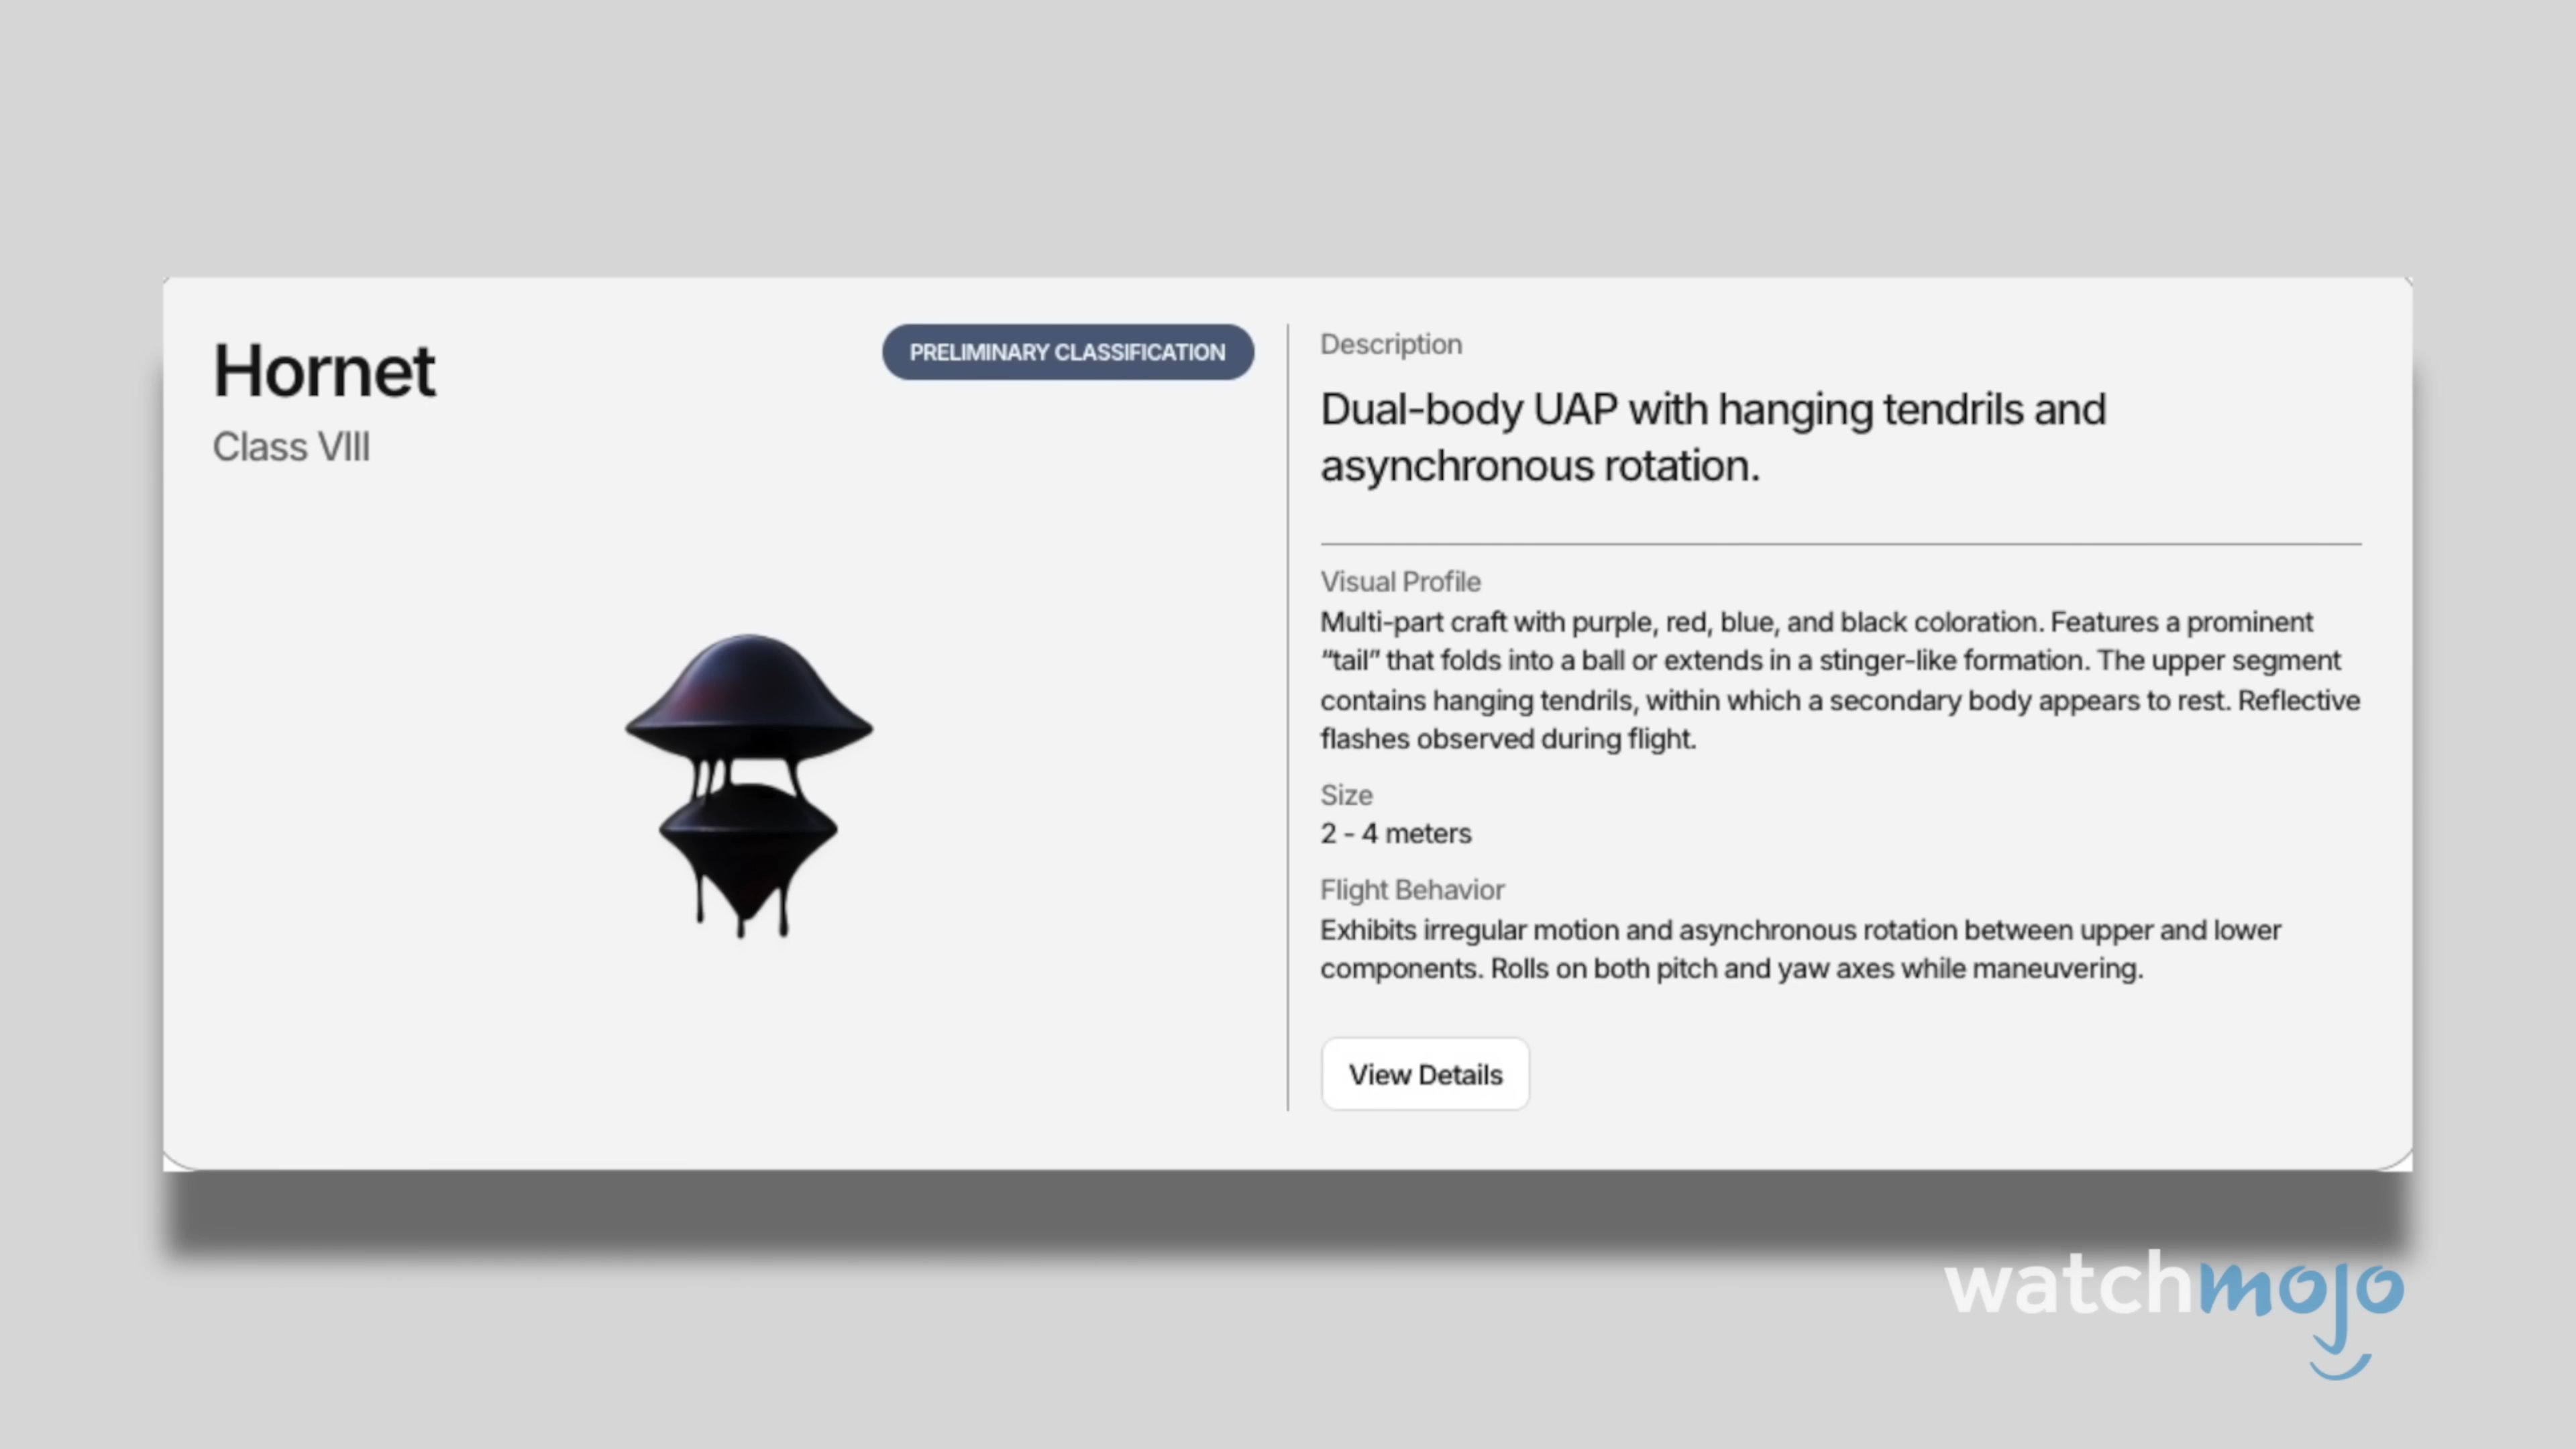 Hornet
Class VIII
PRELIMINARY CLASSIFICATION
Description
Dual-body UAP with hanging tendrils and
asynchronous rotation.
Visual Profile
Multi-part craft with purple, red, blue, and black coloration. Features a prominent
“tail” that folds into a ball or extends in a stinger-like formation. The upper segment
contains hanging tendrils, within which a secondary body appears to rest. Reflective
flashes observed during flight.
Size
2 - 4 meters
Flight Behavior
Exhibits irregular motion and asynchronous rotation between upper and lower
components. Rolls on both pitch and yaw axes while maneuvering.
View Details
watchmojo